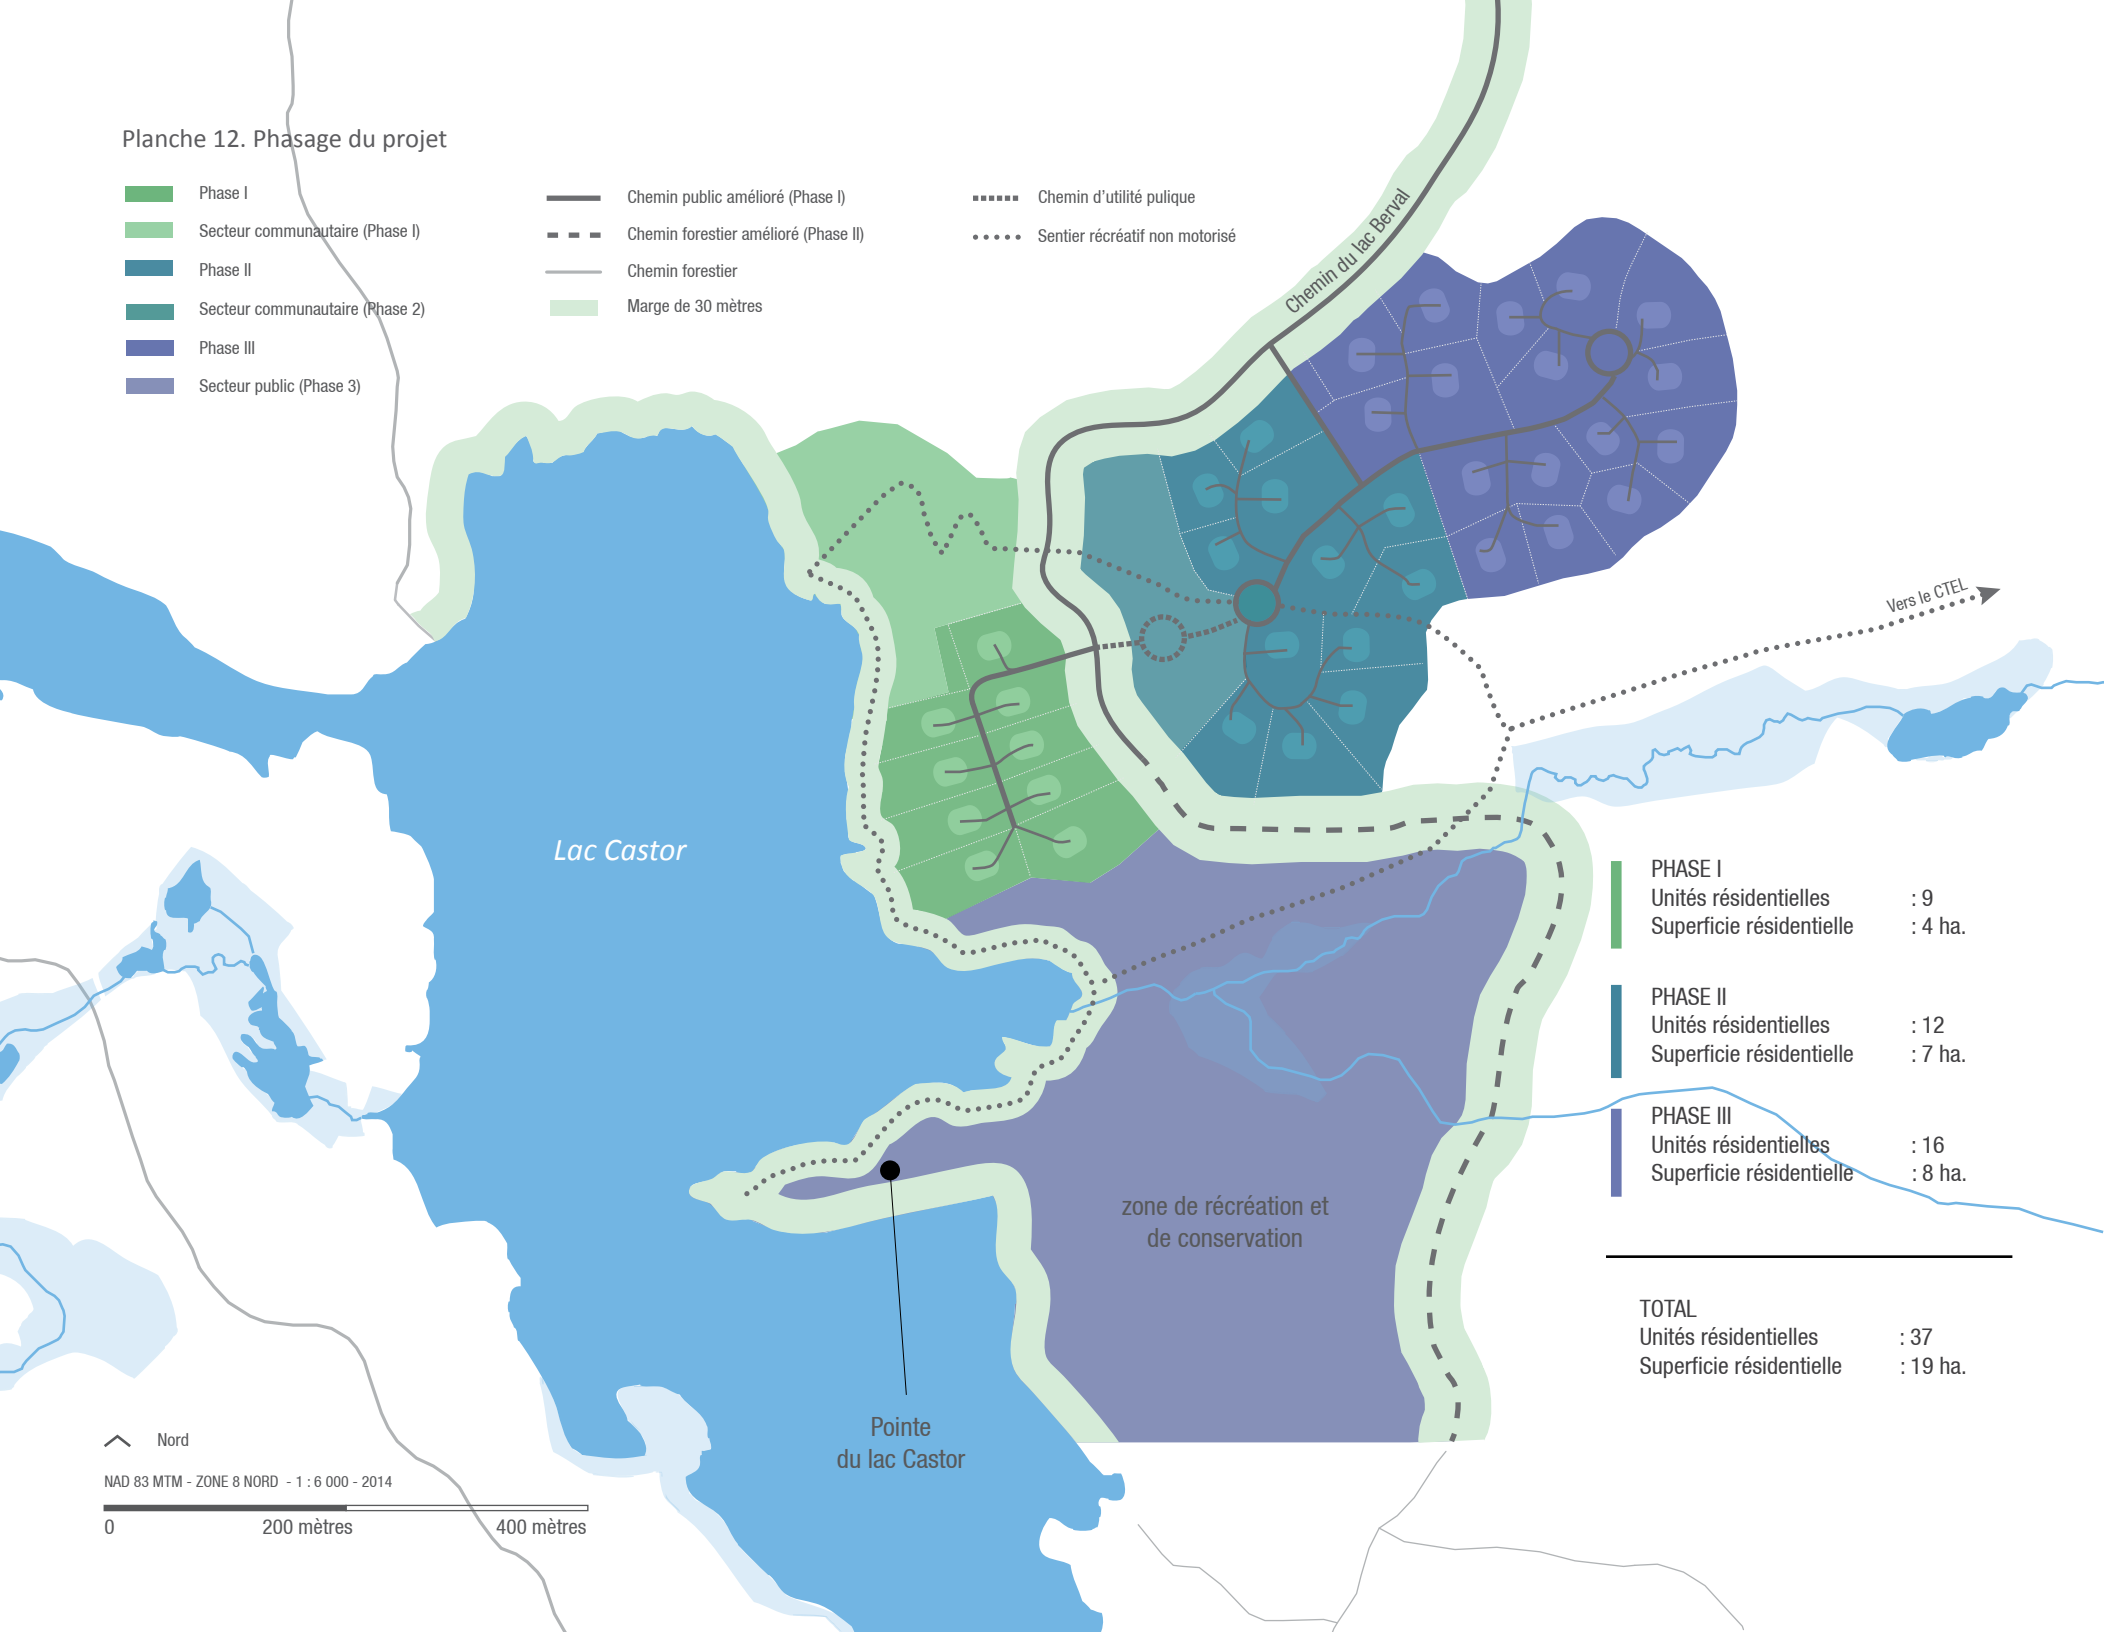 Planche 12. Phasage du projet
Phase I
Secteur communautaire (Phase I)
Phase II
Secteur communautaire (Phase 2)
Phase III
Secteur public (Phase 3)
Chemin public amélioré (Phase I)
Chemin forestier amélioré (Phase II)
Chemin forestier
Marge de 30 mètres
Chemin d'utilité pulique
Sentier récréatif non motorisé
Chemin du lac Berval
Vers le CTEL
Lac Castor
PHASE I
Unités résidentielles : 9
Superficie résidentielle : 4 ha.
PHASE II
Unités résidentielles : 12
Superficie résidentielle : 7 ha.
PHASE III
Unités résidentielles : 16
Superficie résidentielle : 8 ha.
zone de récréation et
de conservation
TOTAL
Unités résidentielles : 37
Superficie résidentielle : 19 ha.
Pointe
du lac Castor
Nord
NAD 83 MTM - ZONE 8 NORD - 1 : 6 000 - 2014
0 200 mètres 400 mètres